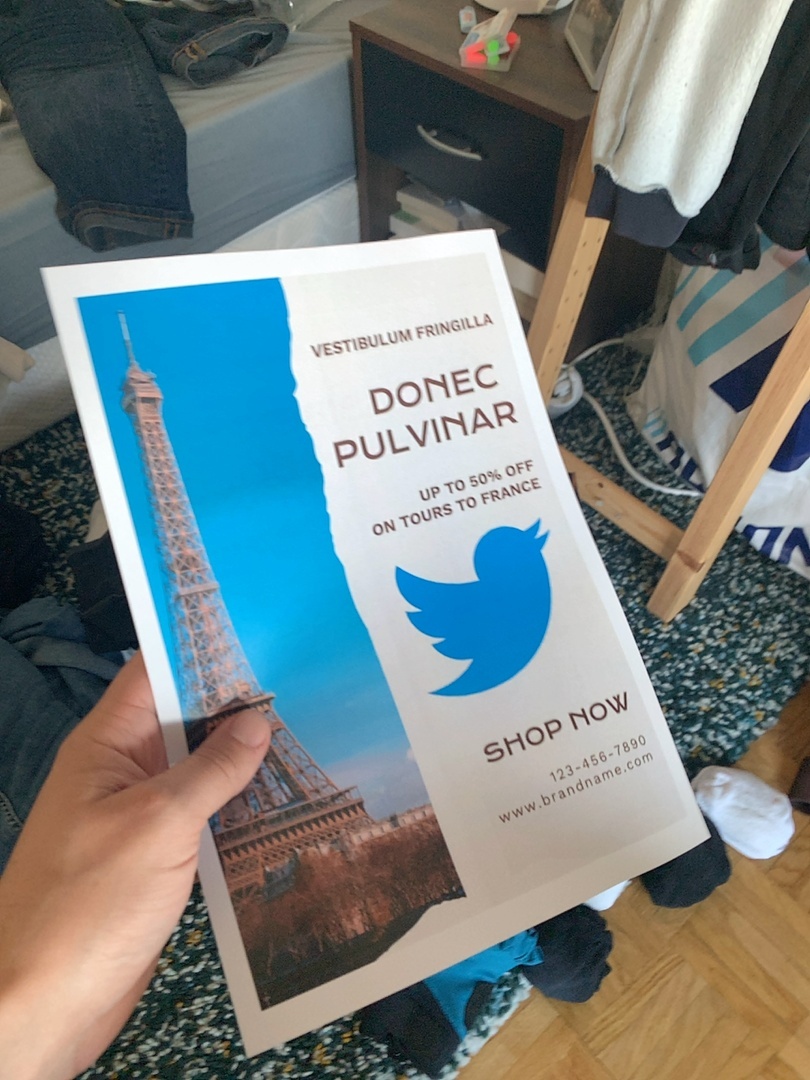 VESTIBULUM FRINGILLA
DONEC
PULVINAR
UP TO 50% OFF
ON TOURS TO FRANCE
SHOP NOW
123-456-7890
www.brandname.com